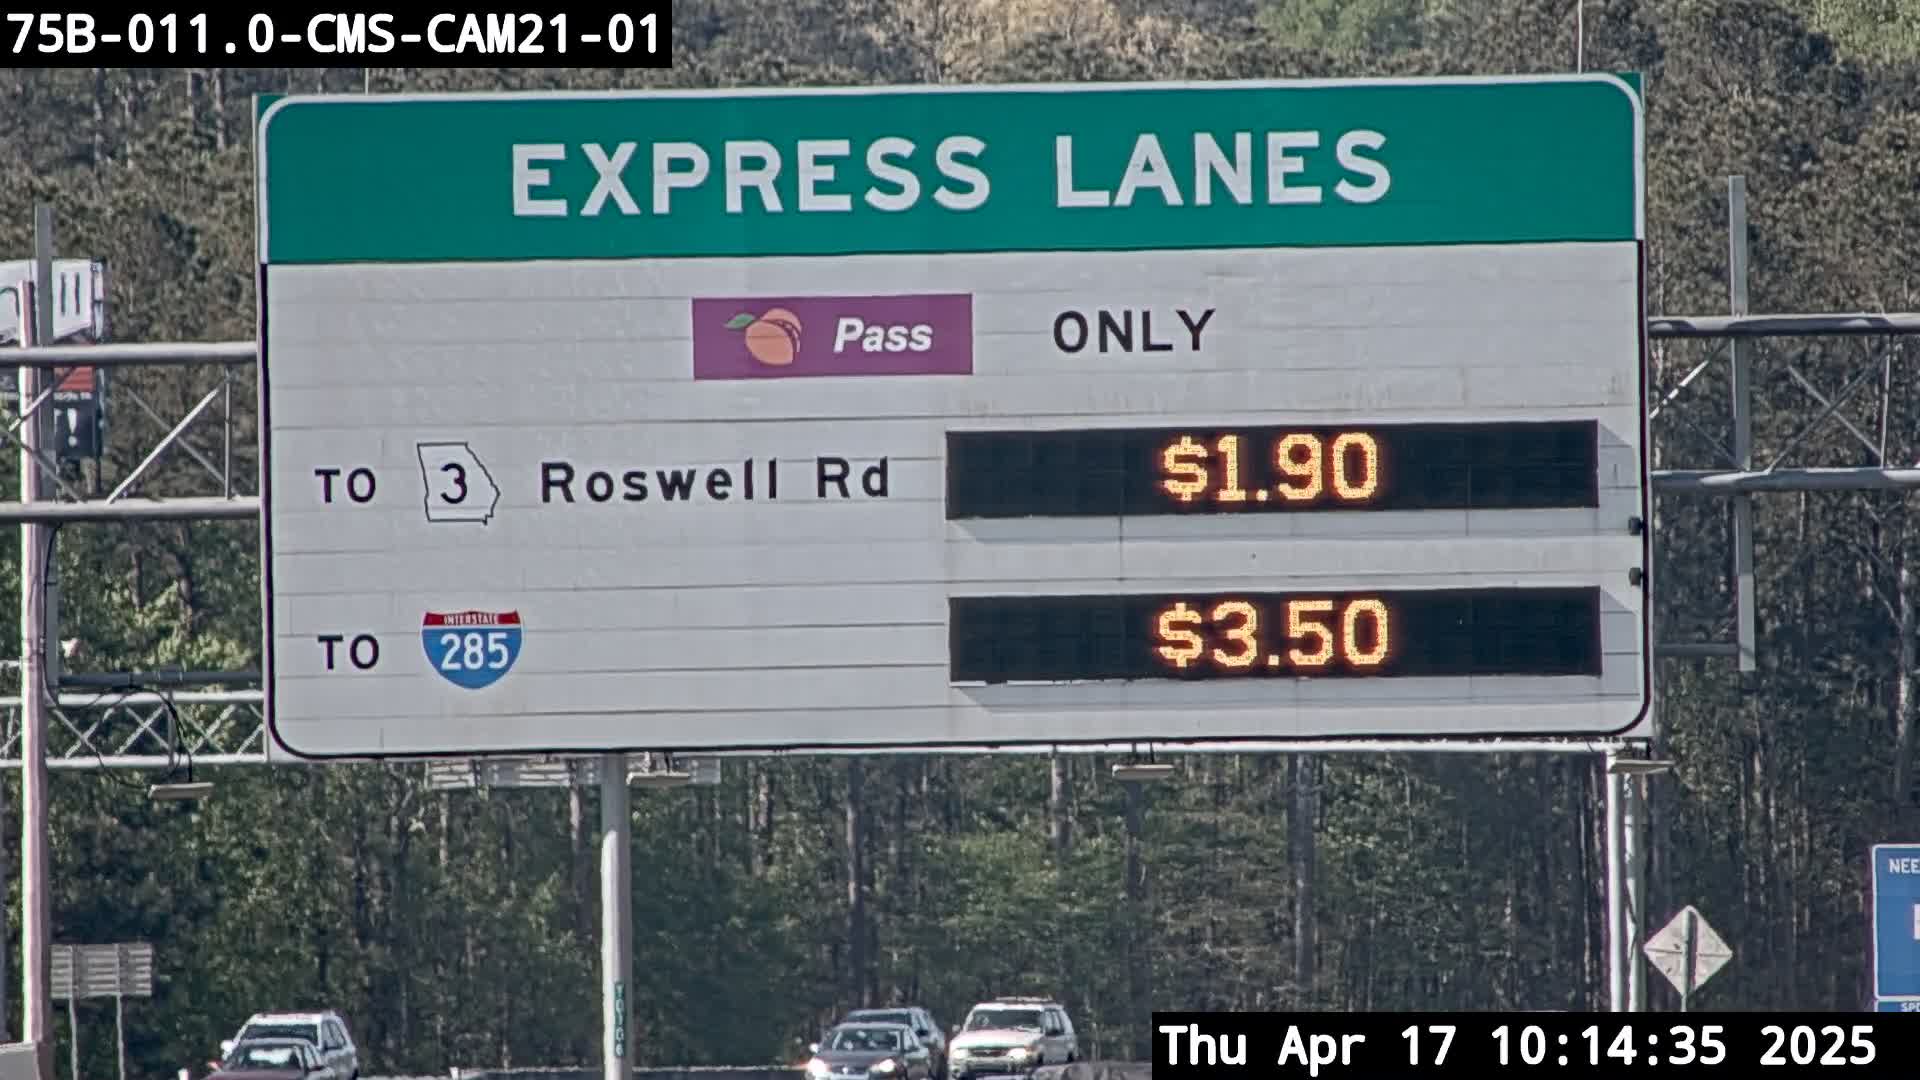 75B-011.0-CMS-CAM21-01
EXPRESS LANES
Pass ONLY
TO 3 Roswell Rd $1.90
TO INTERSTATE 285 $3.50
Thu Apr 17 10:14:35 2025